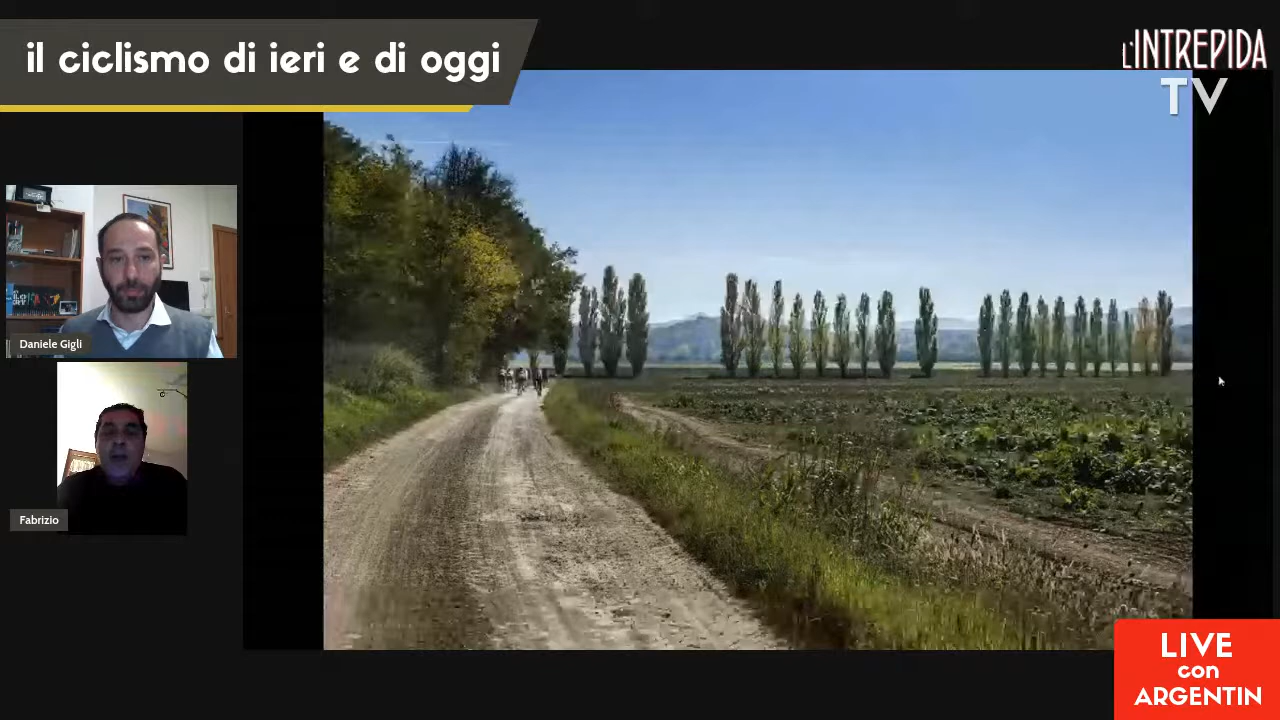 il ciclismo di ieri e di oggi
L'INTREPIDA
TV
Daniele Gigli
Fabrizio
LIVE
con
ARGENTIN